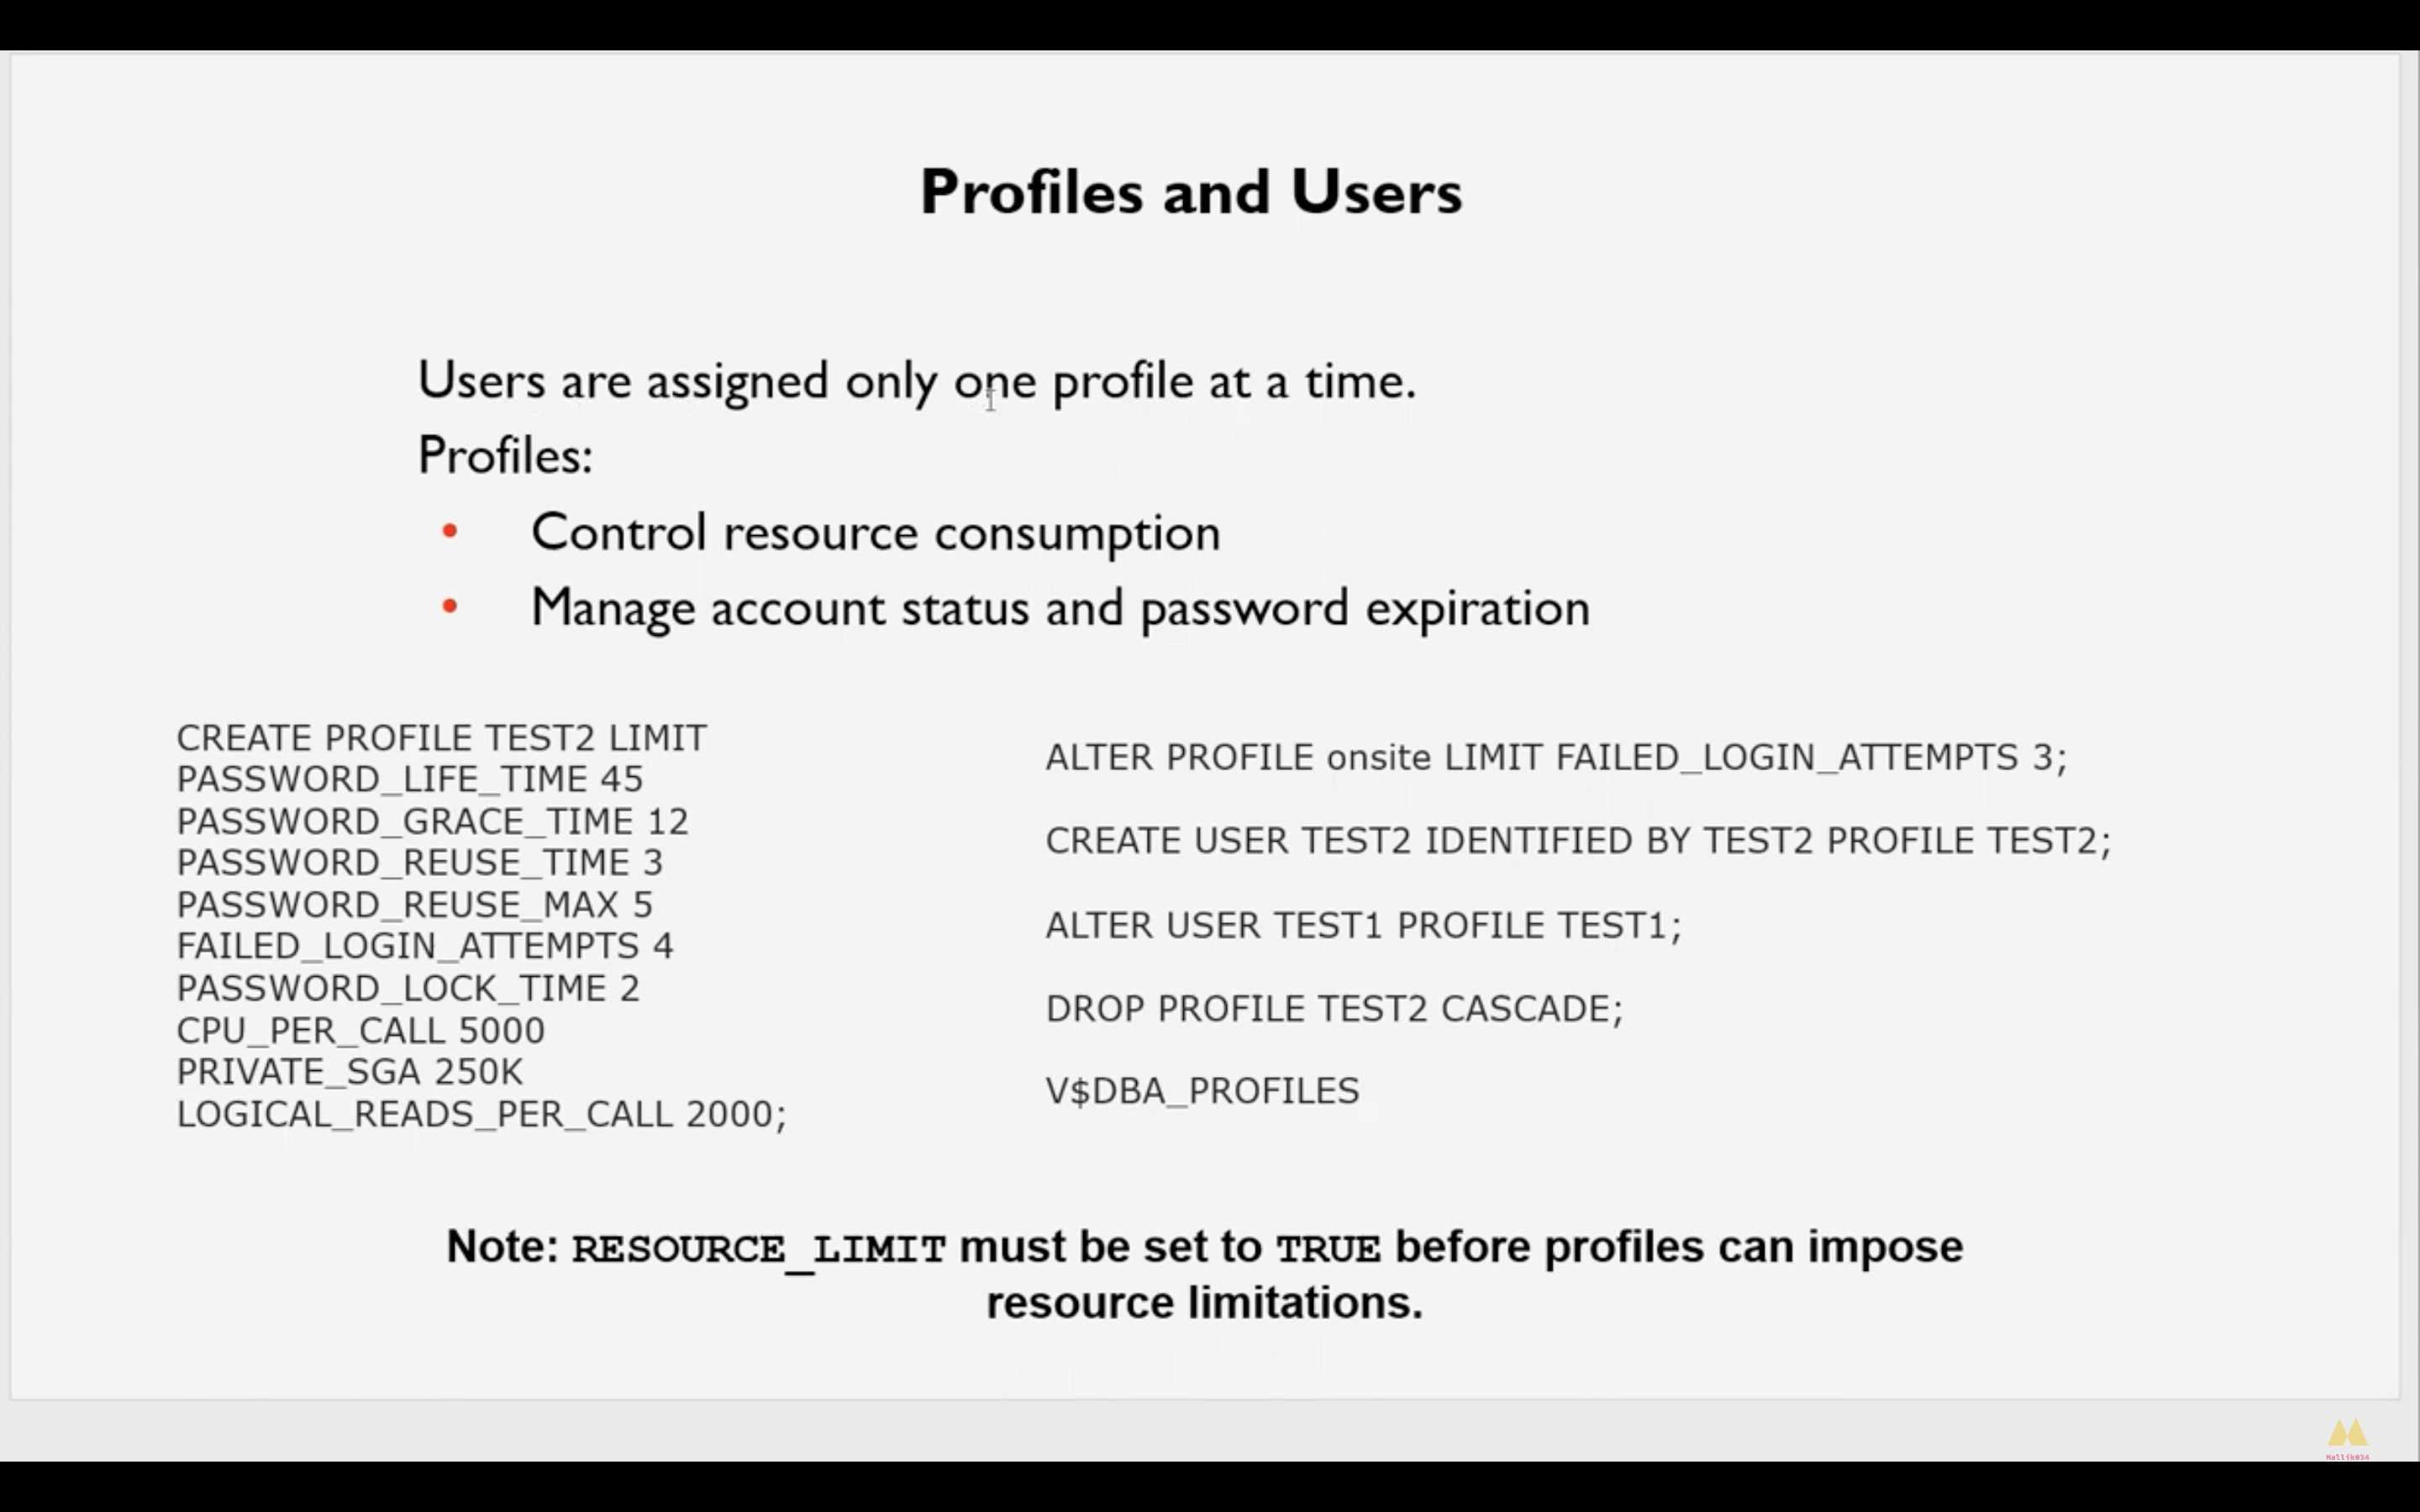 Profiles and Users
Users are assigned only one profile at a time.
Profiles:
• Control resource consumption
• Manage account status and password expiration
CREATE PROFILE TEST2 LIMIT
PASSWORD_LIFE_TIME 45
PASSWORD_GRACE_TIME 12
PASSWORD_REUSE_TIME 3
PASSWORD_REUSE_MAX 5
FAILED_LOGIN_ATTEMPTS 4
PASSWORD_LOCK_TIME 2
CPU_PER_CALL 5000
PRIVATE_SGA 250K
LOGICAL_READS_PER_CALL 2000;
ALTER PROFILE onsite LIMIT FAILED_LOGIN_ATTEMPTS 3;
CREATE USER TEST2 IDENTIFIED BY TEST2 PROFILE TEST2;
ALTER USER TEST1 PROFILE TEST1;
DROP PROFILE TEST2 CASCADE;
V$DBA_PROFILES
Note: RESOURCE_LIMIT must be set to TRUE before profiles can impose
resource limitations.
Mallik034